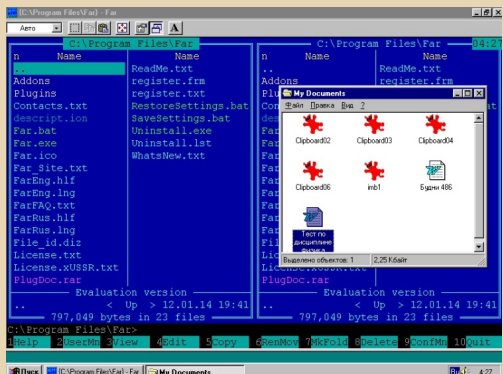 {C:\Program Files\Far} - Far
Авто
C:\Program Files\Far
C:\Program Files\Far
04:27
n Name Name
n Name Name
..
Addons
Plugins
Contacts.txt
descript.ion
Far.bat
Far.exe
Far.ico
Far_Site.txt
FarEng.hlf
FarEng.lng
FarFAQ.txt
FarRus.hlf
FarRus.lng
File_id.diz
License.txt
License.xUSSR.txt
PlugDoc.rar
ReadMe.txt
register.frm
register.txt
RestoreSettings.bat
SaveSettings.bat
Uninstall.exe
Uninstall.lst
WhatsNew.txt
..
Addons
ReadMe.txt
register.frm
My Documents
Файл Правка Вид ?
Clipboard02 Clipboard03 Clipboard04
Clipboard06 imb1 Будни 486
Тест по
дисциплине
физика
Выделено объектов: 1 2,25 Кбайт
License.xUSSR.txt
PlugDoc.rar
Evaluation version
Evaluation version
.. < Up > 12.01.14 19:41
.. < Up > 12.01.14 19:41
797,049 bytes in 23 files
797,049 bytes in 23 files
C:\Program Files\Far>
1Help 2UserMn 3View 4Edit 5Copy 6RenMov 7MkFold 8Delete 9ConfMn 10Quit
Пуск {C:\Program Files\Far} - Far My Documents 4:27